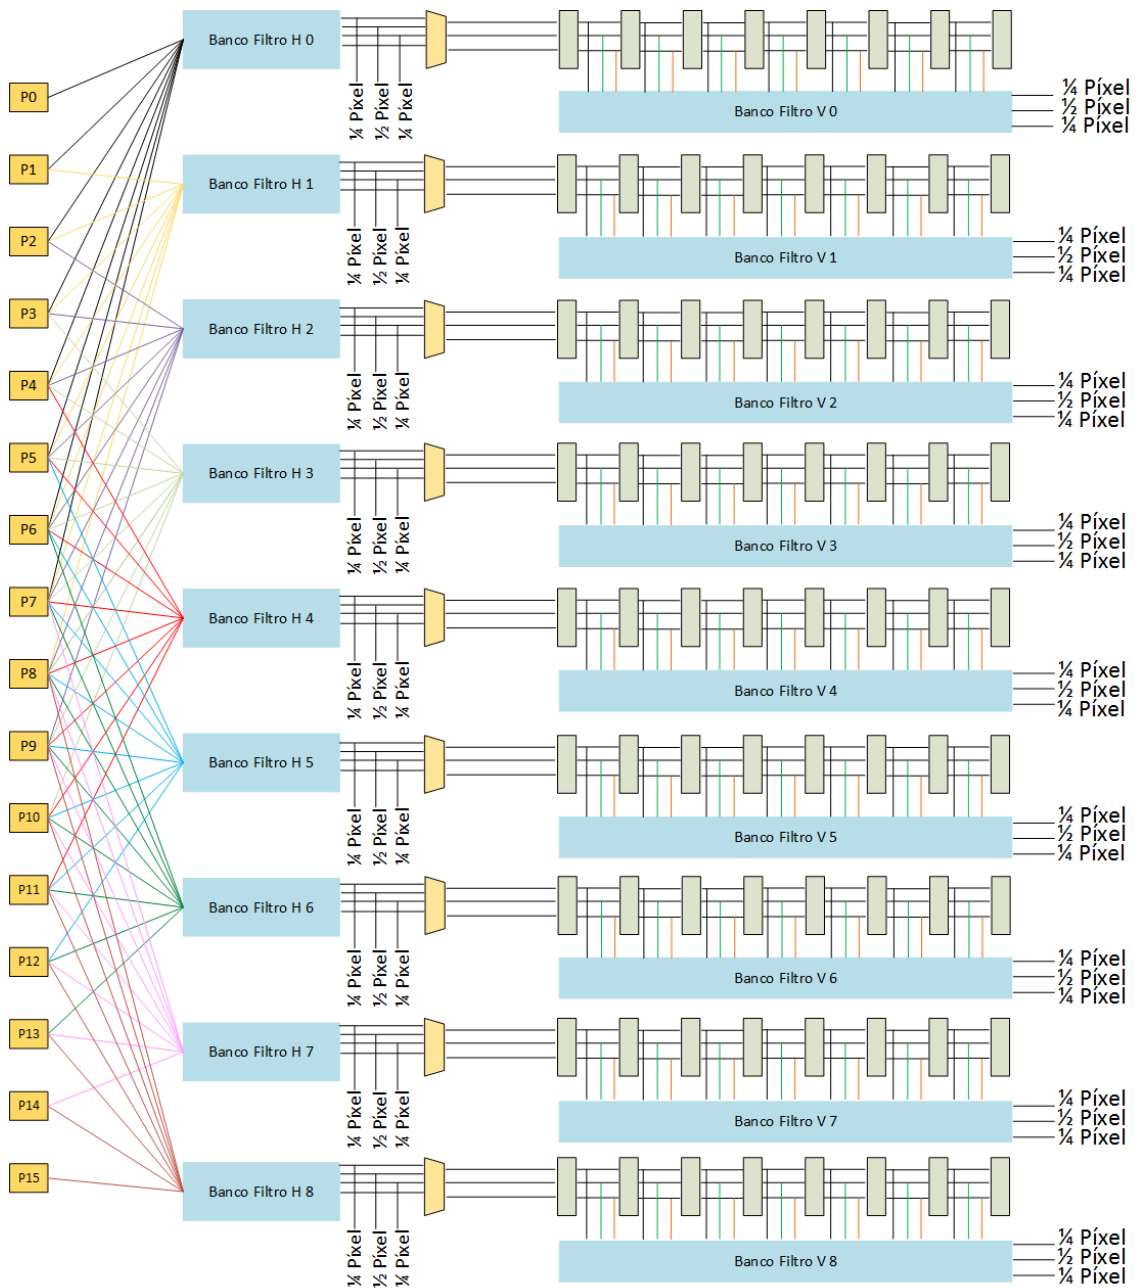 P0
P1
P2
P3
P4
P5
P6
P7
P8
P9
P10
P11
P12
P13
P14
P15
Banco Filtro H 0
¼ Píxel
½ Píxel
¼ Píxel
Banco Filtro V 0
¼ Píxel
½ Píxel
¼ Píxel
Banco Filtro H 1
¼ Píxel
½ Píxel
¼ Píxel
Banco Filtro V 1
¼ Píxel
½ Píxel
¼ Píxel
Banco Filtro H 2
¼ Píxel
½ Píxel
¼ Píxel
Banco Filtro V 2
¼ Píxel
½ Píxel
¼ Píxel
Banco Filtro H 3
¼ Píxel
½ Píxel
¼ Píxel
Banco Filtro V 3
¼ Píxel
½ Píxel
¼ Píxel
Banco Filtro H 4
¼ Píxel
½ Píxel
¼ Píxel
Banco Filtro V 4
¼ Píxel
½ Píxel
¼ Píxel
Banco Filtro H 5
¼ Píxel
½ Píxel
¼ Píxel
Banco Filtro V 5
¼ Píxel
½ Píxel
¼ Píxel
Banco Filtro H 6
¼ Píxel
½ Píxel
¼ Píxel
Banco Filtro V 6
¼ Píxel
½ Píxel
¼ Píxel
Banco Filtro H 7
¼ Píxel
½ Píxel
¼ Píxel
Banco Filtro V 7
¼ Píxel
½ Píxel
¼ Píxel
Banco Filtro H 8
¼ Píxel
½ Píxel
¼ Píxel
Banco Filtro V 8
¼ Píxel
½ Píxel
¼ Píxel